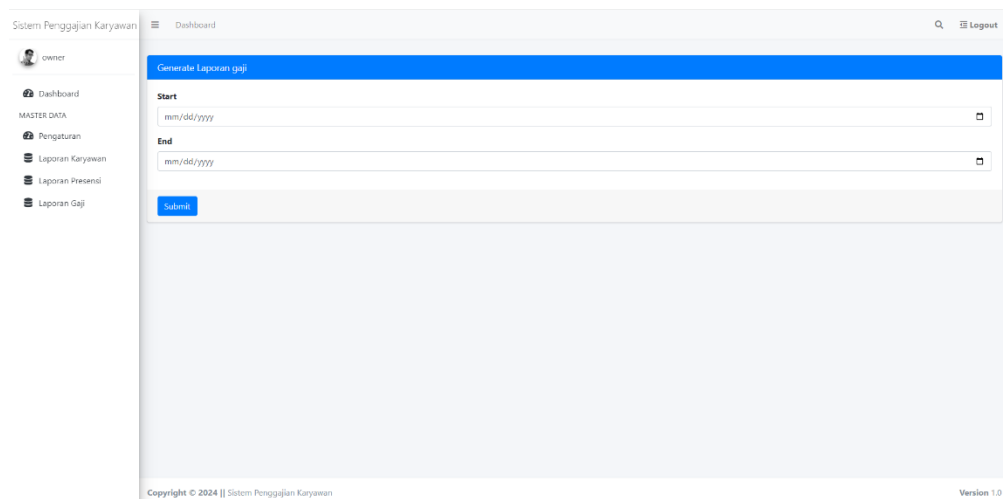 Sistem Penggajian Karyawan
Dashboard
Logout
owner
Dashboard
MASTER DATA
Pengaturan
Laporan Karyawan
Laporan Presensi
Laporan Gaji
Generate Laporan gaji
Start
mm/dd/yyyy
End
mm/dd/yyyy
Submit
Copyright © 2024 || Sistem Penggajian Karyawan
Version 1.0